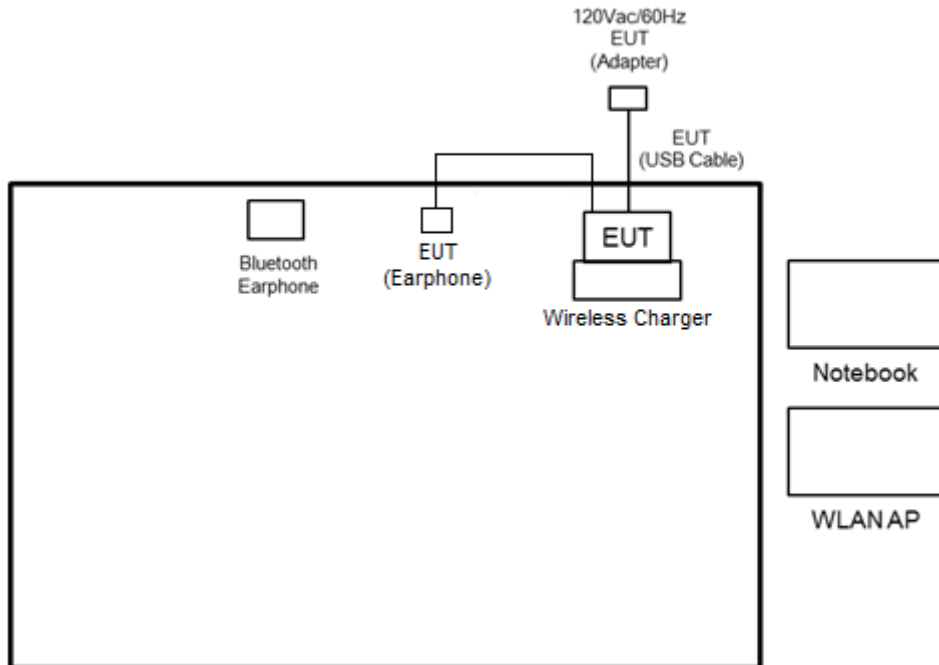 120Vac/60Hz
EUT
(Adapter)
EUT
(USB Cable)
Bluetooth
Earphone
EUT
(Earphone)
EUT
Wireless Charger
Notebook
WLAN AP